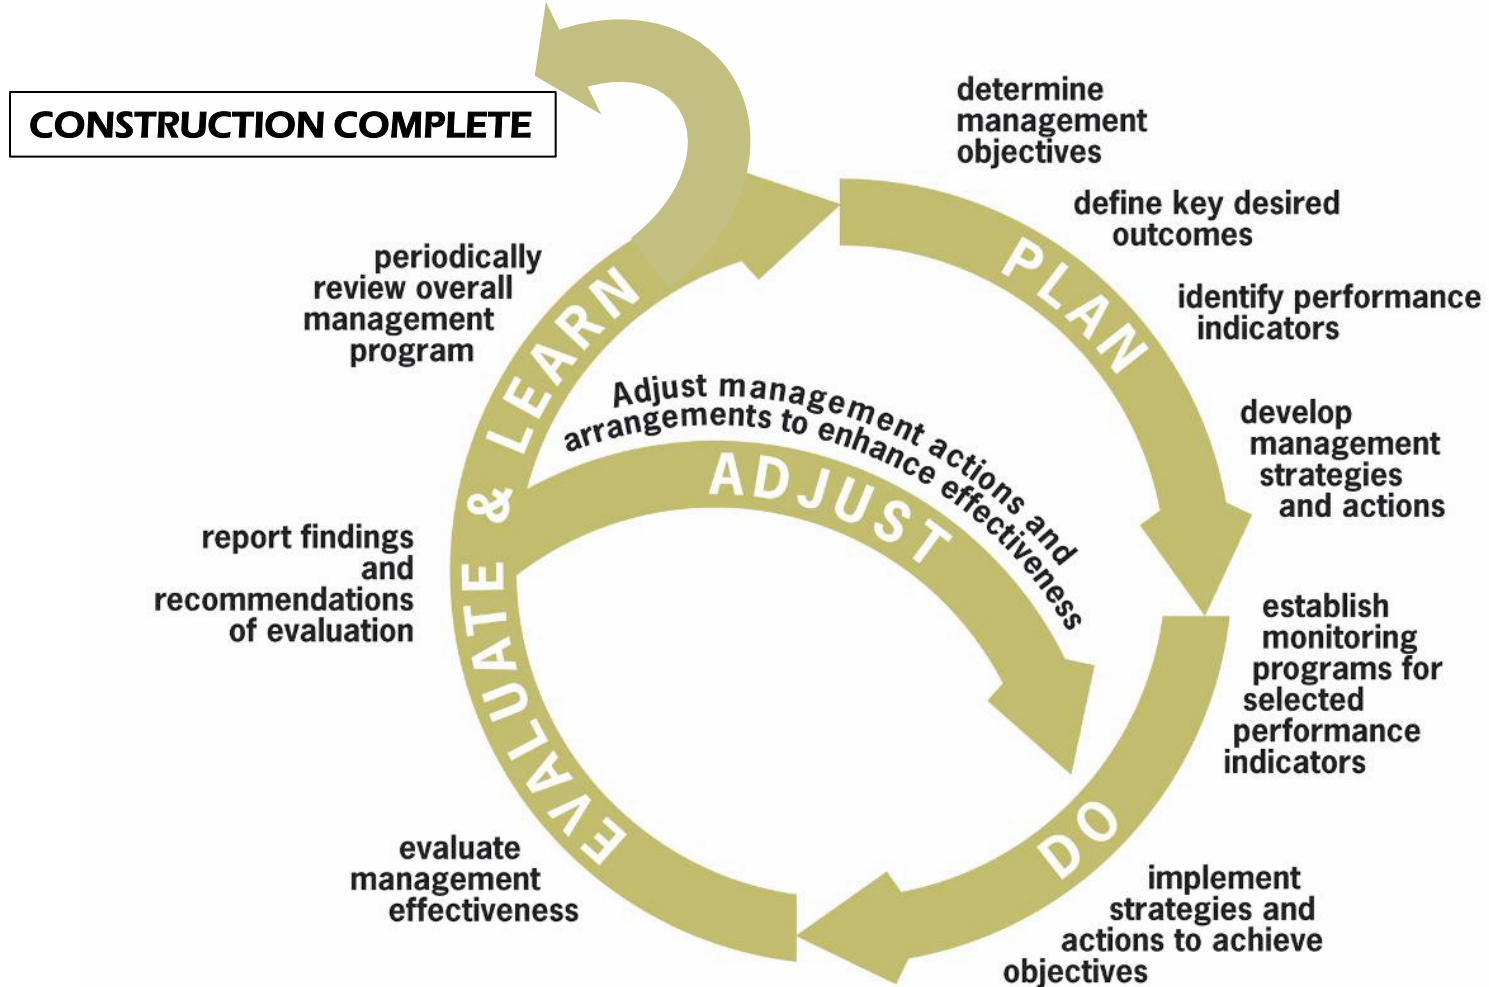 CONSTRUCTION COMPLETE
determine
management
objectives
define key desired
outcomes
identify performance
indicators
develop
management
strategies
and actions
PLAN
establish
monitoring
programs for
selected
performance
indicators
DO
implement
strategies and
actions to achieve
objectives
evaluate
management
effectiveness
EVALUATE & LEARN
report findings
and
recommendations
of evaluation
periodically
review overall
management
program
Adjust management actions and
arrangements to enhance effectiveness
ADJUST